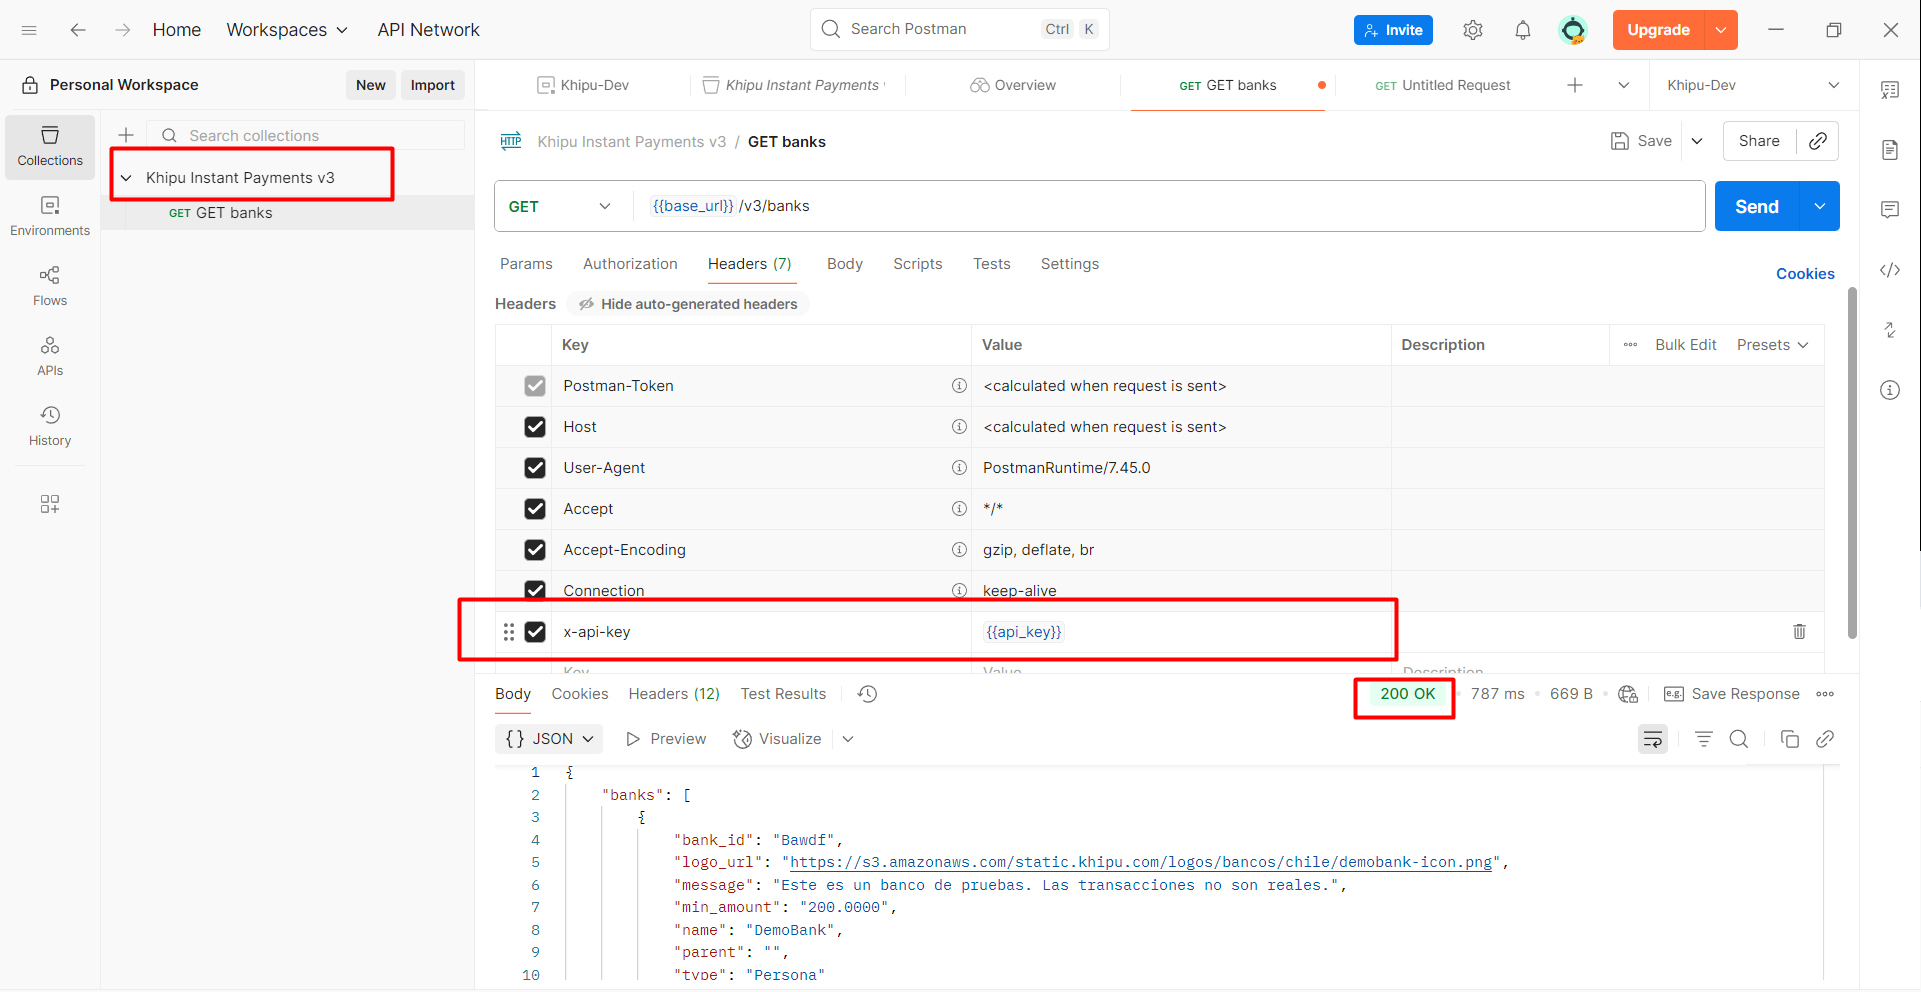 Home Workspaces API Network Search Postman Ctrl K Invite Upgrade
Personal Workspace New Import Khipu-Dev Khipu Instant Payments Overview GET GET banks GET Untitled Request Khipu-Dev
Collections
Environments
Flows
APIs
History
Search collections
Khipu Instant Payments v3
GET GET banks
HTTP Khipu Instant Payments v3 / GET banks Save Share
GET {{base_url}}/v3/banks Send
Params Authorization Headers (7) Body Scripts Tests Settings Cookies
Headers Hide auto-generated headers
Key Value Description Bulk Edit Presets
Postman-Token <calculated when request is sent>
Host <calculated when request is sent>
User-Agent PostmanRuntime/7.45.0
Accept */*
Accept-Encoding gzip, deflate, br
Connection keep-alive
x-api-key {{api_key}}
Key Value Description
Body Cookies Headers (12) Test Results 200 OK 787 ms 669 B e.g. Save Response
{} JSON Preview Visualize
1 {
2 "banks": [
3 {
4 "bank_id": "Bawdf",
5 "logo_url": "https://s3.amazonaws.com/static.khipu.com/logos/bancos/chile/demobank-icon.png",
6 "message": "Este es un banco de pruebas. Las transacciones no son reales.",
7 "min_amount": "200.0000",
8 "name": "DemoBank",
9 "parent": "",
10 "type": "Persona"